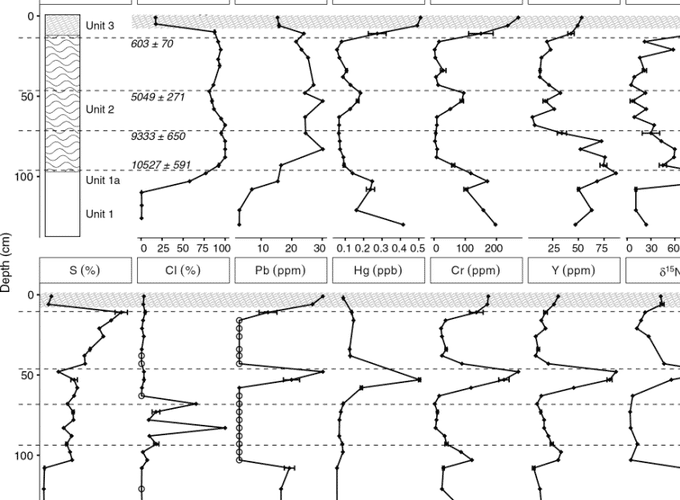 0
Unit 3
603 ± 70
50
5049 ± 271
Unit 2
9333 ± 650
10527 ± 591
100
Unit 1a
Unit 1
0 25 50 75 100 10 20 30 0.1 0.2 0.3 0.4 0.5 0 100 200 25 50 75 0 30 60
Depth (cm)
S (%) Cl (%) Pb (ppm) Hg (ppb) Cr (ppm) Y (ppm) δ¹⁵N
0
50
100